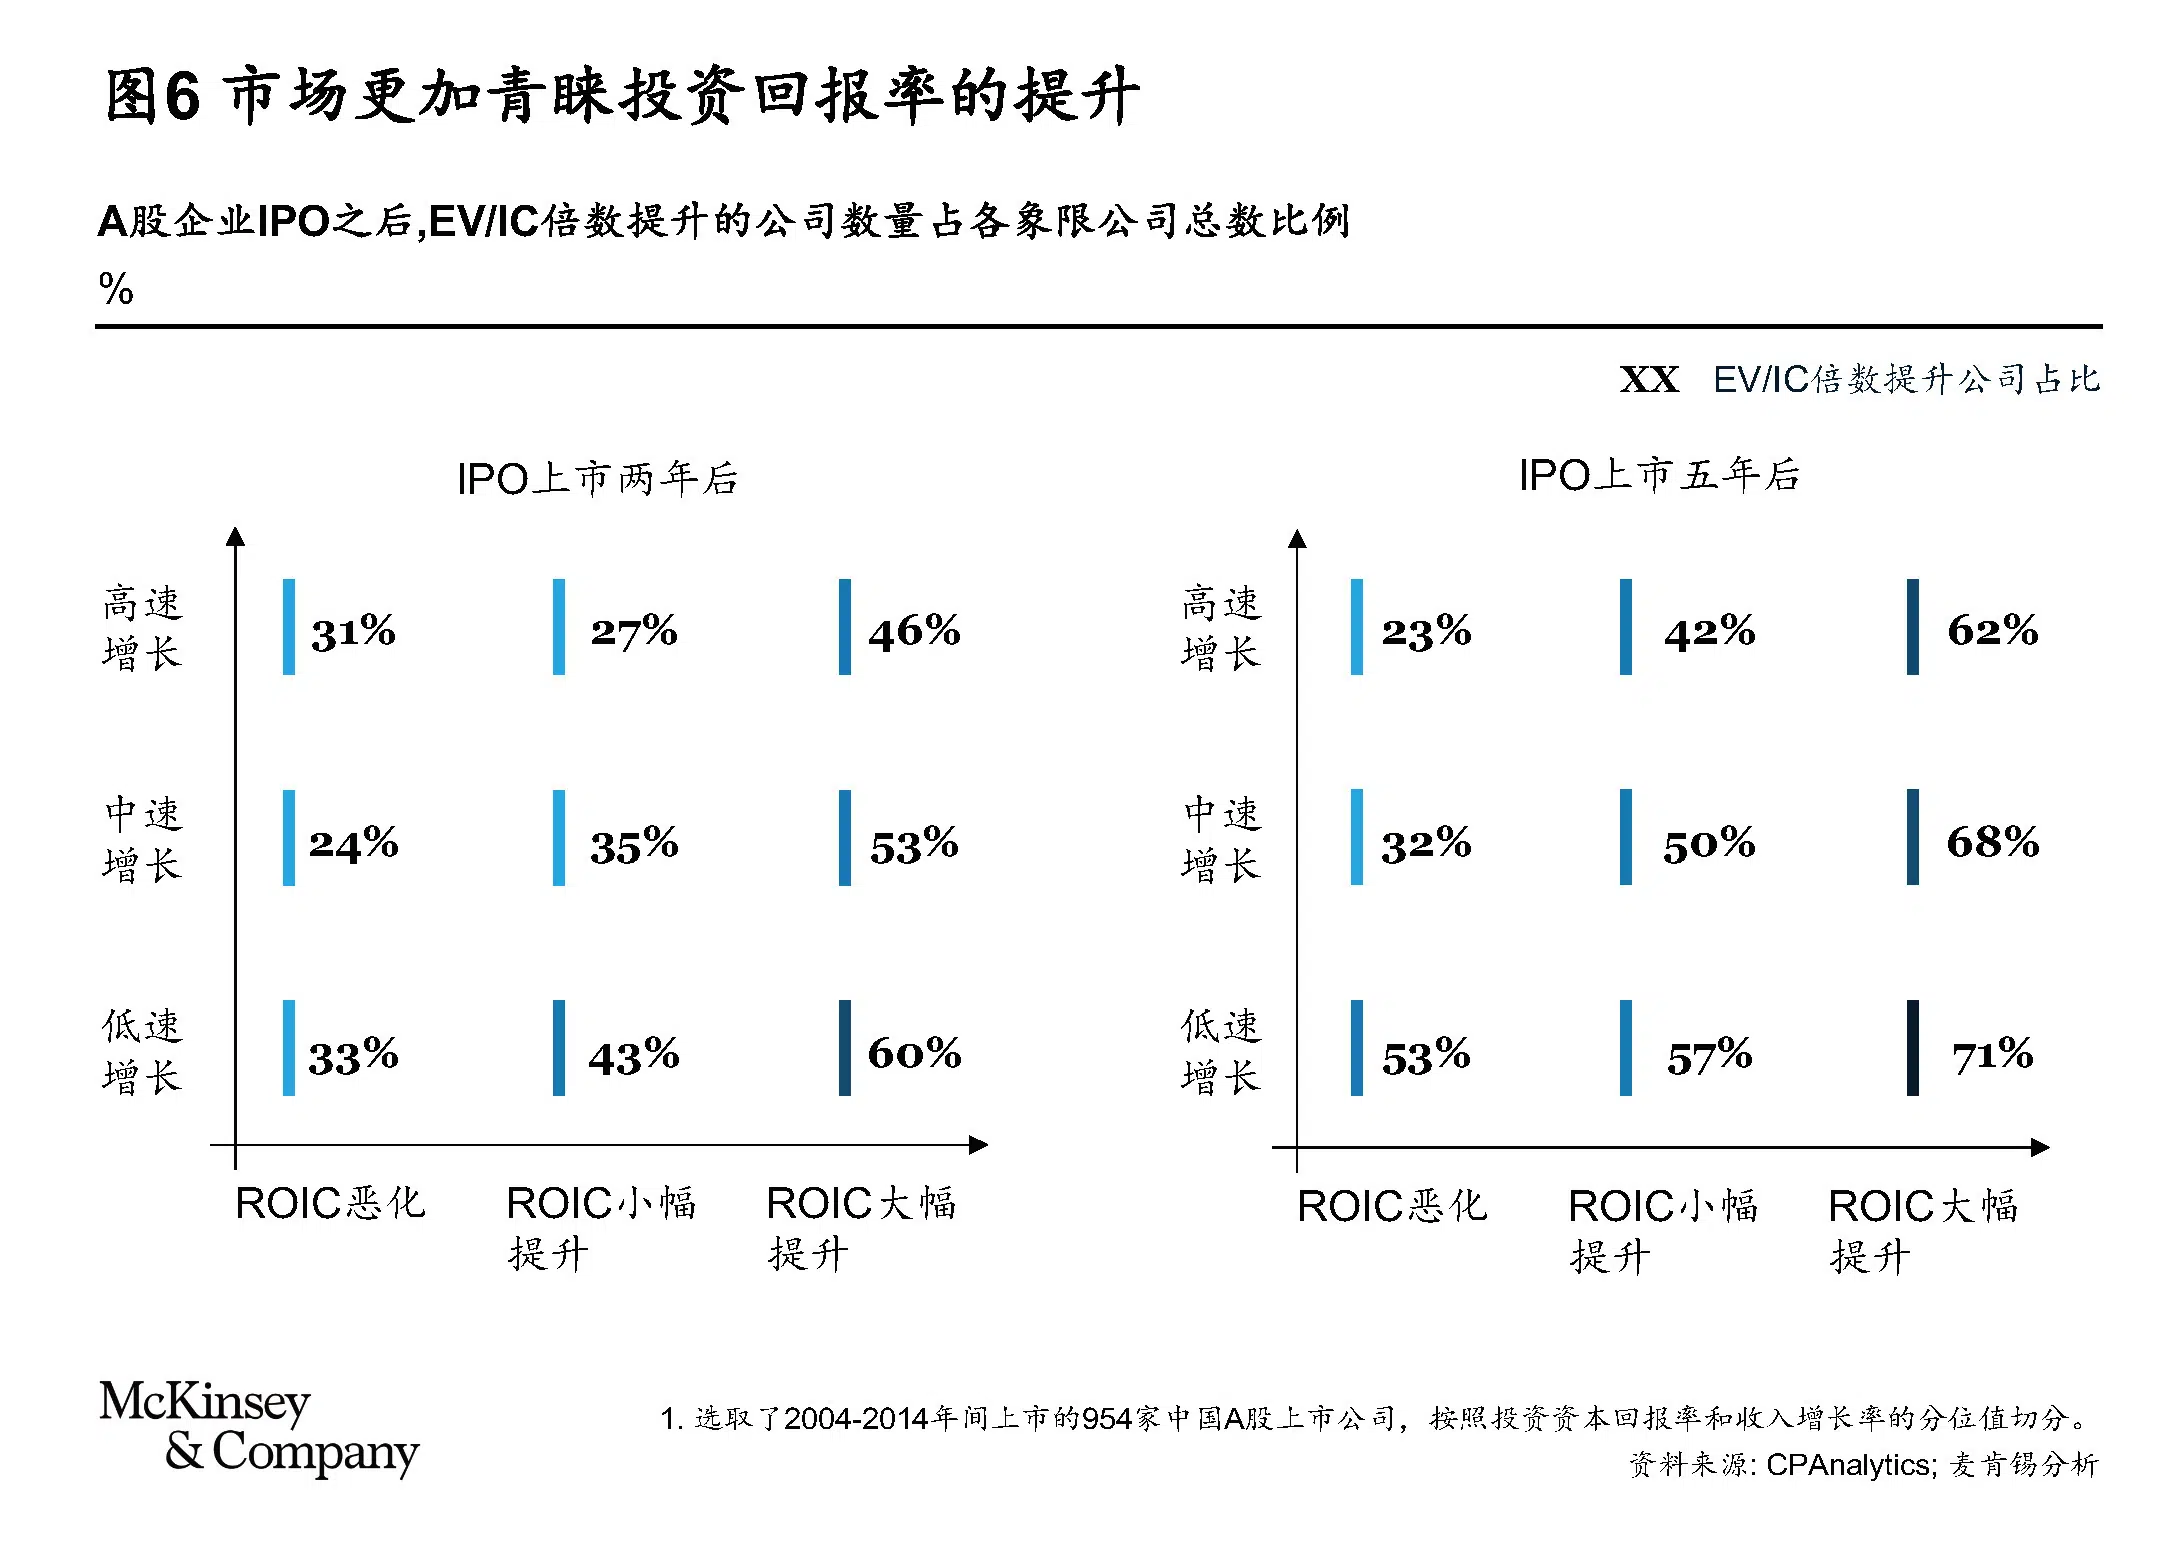 图6 市场更加青睐投资回报率的提升
A股企业IPO之后,EV/IC倍数提升的公司数量占各象限公司总数比例
%
XX EV/IC倍数提升公司占比
IPO上市两年后
高速
增长
31% 27% 46%
中速
增长
24% 35% 53%
低速
增长
33% 43% 60%
ROIC恶化
ROIC小幅
提升
ROIC大幅
提升
IPO上市五年后
高速
增长
23% 42% 62%
中速
增长
32% 50% 68%
低速
增长
53% 57% 71%
ROIC恶化
ROIC小幅
提升
ROIC大幅
提升
McKinsey
& Company
1. 选取了2004-2014年间上市的954家中国A股上市公司，按照投资资本回报率和收入增长率的分位值切分。
资料来源: CPAnalytics; 麦肯锡分析